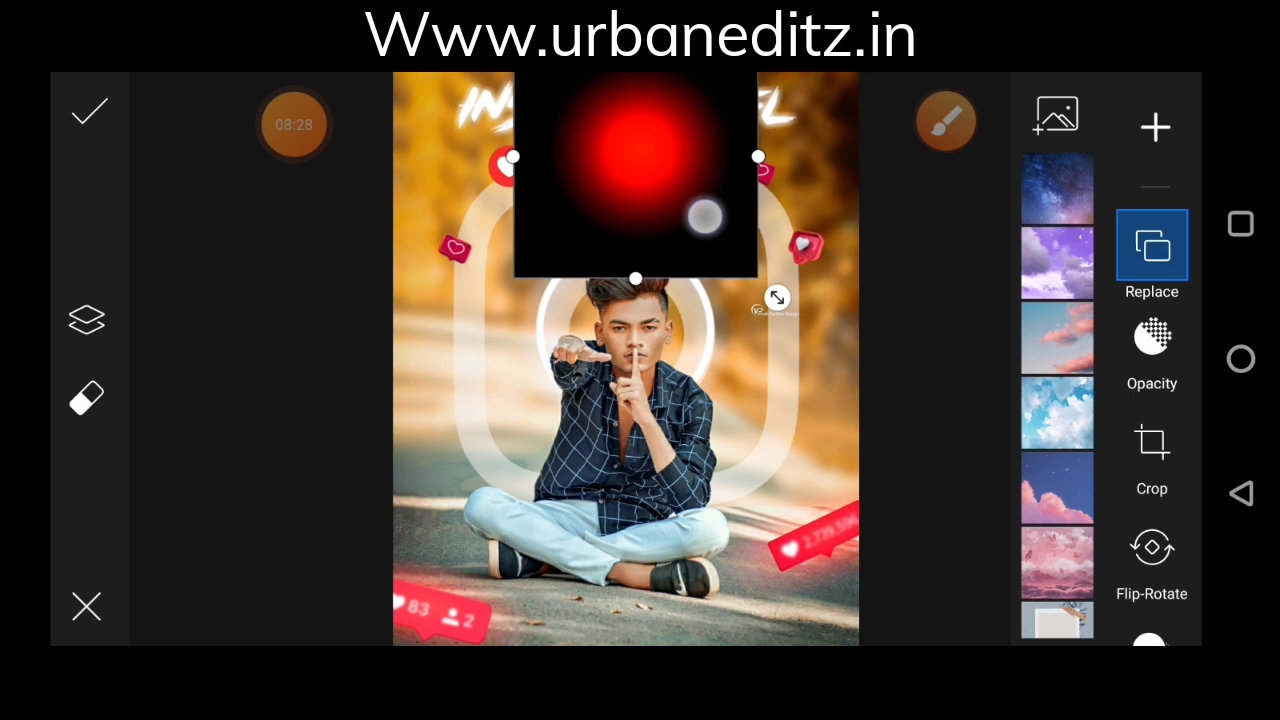 Www.urbaneditz.in
08:28
Replace
Opacity
Crop
Flip-Rotate
83 2